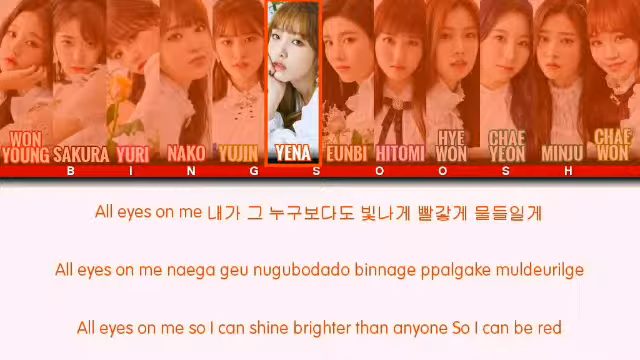 WON YOUNG SAKURA YURI NAKO YUJIN YENA EUNBI HITOMI HYE WON CHAE YEON MINJU CHAE WON
B I N G S O O S H
All eyes on me 내가 그 누구보다도 빛나게 빨갛게 물들일게
All eyes on me naega geu nugubodado binnage ppalgake muldeurilge
All eyes on me so I can shine brighter than anyone So I can be red